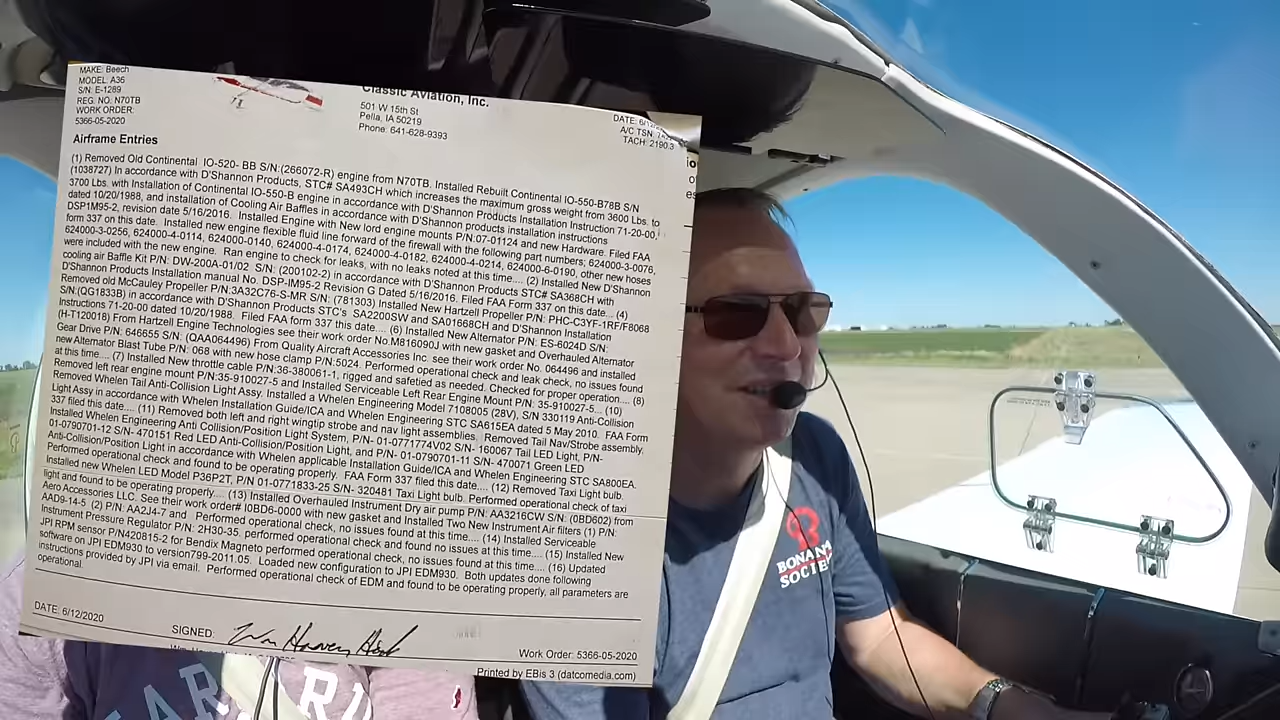 MAKE: Beech
MODEL: A36
S/N: E-1289
REG. NO: N70TB
WORK ORDER:
5366-05-2020
Classic Aviation, Inc.
501 W 15th St
Pella, IA 50219
Phone: 641-628-9393
DATE: 6/12
A/C TSN:
TACH: 2190.3
Airframe Entries
(1) Removed Old Continental IO-520- BB S/N:(266072-R) engine from N70TB. Installed Rebuilt Continental IO-550-B78B S/N
(1038727) in accordance with D'Shannon Products, STC# SA493CH which increases the maximum gross weight from 3600 Lbs. to
3700 Lbs. with Installation of Continental IO-550-B engine in accordance with D'Shannon Products Installation Instruction 71-20-00,
dated 10/20/1988, and installation of Cooling Air Baffles in accordance with D'Shannon products installation instructions
DSP1M95-2, revision date 5/16/2016. Installed Engine with New lord engine mounts P/N.07-01124 and new Hardware. Filed FAA
form 337 on this date. Installed new engine flexible fluid line forward of the firewall with the following part numbers; 624000-3-0076,
624000-3-0256, 624000-4-0114, 624000-0140, 624000-4-0174, 624000-4-0182, 624000-4-0214, 624000-6-0190, other new hoses
were included with the new engine. Ran engine to check for leaks, with no leaks noted at this time.... (2) Installed New D'Shannon
cooling air Baffle Kit P/N: DW-200A-01/02 S/N: (200102-2) in accordance with D'Shannon Products STC# SA368CH with
D'Shannon Products Installation manual No. DSP-IM95-2 Revision G Dated 5/16/2016. Filed FAA Form 337 on this date.... (4)
Removed old McCauley Propeller P/N:3A32C76-S-MR S/N: (781303) Installed New Hartzell Propeller P/N: PHC-C3YF-1RF/F8068
S/N:(QG1833B) in accordance with D'Shannon Products STC's SA2200SW and SA01668CH and D'Shannon Installation
Instructions 71-20-00 dated 10/20/1988. Filed FAA form 337 this date.... (6) Installed New Alternator P/N: ES-6024D S/N:
(H-T120018) From Hartzell Engine Technologies see their work order No.M816090J with new gasket and Overhauled Alternator
Gear Drive P/N: 646655 S/N: (QAA064496) From Quality Aircraft Accessories Inc. see their work order No. 064496 and installed
new Alternator Blast Tube P/N: 068 with new hose clamp P/N:5024. Performed operational check and leak check, no issues found
at this time.... (7) Installed New throttle cable P/N:36-380061-1, rigged and safetied as needed. Checked for proper operation.... (8)
Removed left rear engine mount P/N:35-910027-5 and Installed Serviceable Left Rear Engine Mount P/N: 35-910027-5... (10)
Removed Whelen Tail Anti-Collision Light Assy. Installed a Whelen Engineering Model 7108005 (28V), S/N 330119 Anti-Collision
Light Assy in accordance with Whelen Installation Guide/ICA and Whelen Engineering STC SA615EA dated 5 May 2010. FAA Form
337 filed this date.... (11) Removed both left and right wingtip strobe and nav light assemblies. Removed Tail Nav/Strobe assembly.
Installed Whelen Engineering Anti-Collision/Position Light System, P/N- 01-0771774V02 S/N- 160067 Tail LED Light, P/N-
01-0790701-12 S/N- 470151 Red LED Anti-Collision/Position Light, and P/N- 01-0790701-11 S/N- 470071 Green LED
Anti-Collision/Position Light in accordance with Whelen applicable Installation Guide/ICA and Whelen Engineering STC SA800EA.
Performed operational check and found to be operating properly. FAA Form 337 filed this date.... (12) Removed Taxi Light bulb.
Installed new Whelen LED Model P36P2T, P/N 01-0771833-25 S/N- 320481 Taxi Light bulb. Performed operational check of taxi
light and found to be operating properly.... (13) Installed Overhauled Instrument Dry air pump P/N: AA3216CW S/N: (0BD602) from
Aero Accessories LLC. See their work order# I0BD6-0000 with new gasket and Installed Two New Instrument Air filters (1) P/N:
AAD9-14-5 (2) P/N: AA2J4-7 and Performed operational check, no issues found at this time.... (14) Installed Serviceable
Instrument Pressure Regulator P/N: 2H30-35. performed operational check and found no issues at this time.... (15) Installed New
JPI RPM sensor P/N420815-2 for Bendix Magneto performed operational check, no issues found at this time.... (16) Updated
software on JPI EDM930 to version799-2011.05. Loaded new configuration to JPI EDM930. Both updates done following
instructions provided by JPI via email. Performed operational check of EDM and found to be operating properly, all parameters are
operational.
DATE: 6/12/2020
SIGNED:
Work Order: 5366-05-2020
Printed by EBis 3 (datcomedia.com)
BONANZA
SOCIETY